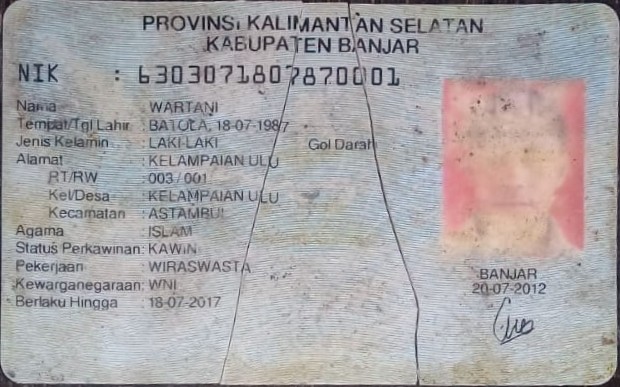 PROVINSI KALIMANTAN SELATAN
KABUPATEN BANJAR
NIK : 6303071807870001
Nama : WARTANI
Tempat/Tgl Lahir : BATOLA, 18-07-1987
Jenis Kelamin : LAKI-LAKI Gol Darah
Alamat : KELAMPAIAN ULU
RT/RW : 003 / 001
Kel/Desa : KELAMPAIAN ULU
Kecamatan : ASTAMBUL
Agama : ISLAM
Status Perkawinan: KAWIN
Pekerjaan : WIRASWASTA
Kewarganegaraan: WNI
Berlaku Hingga : 18-07-2017
BANJAR
20-07-2012